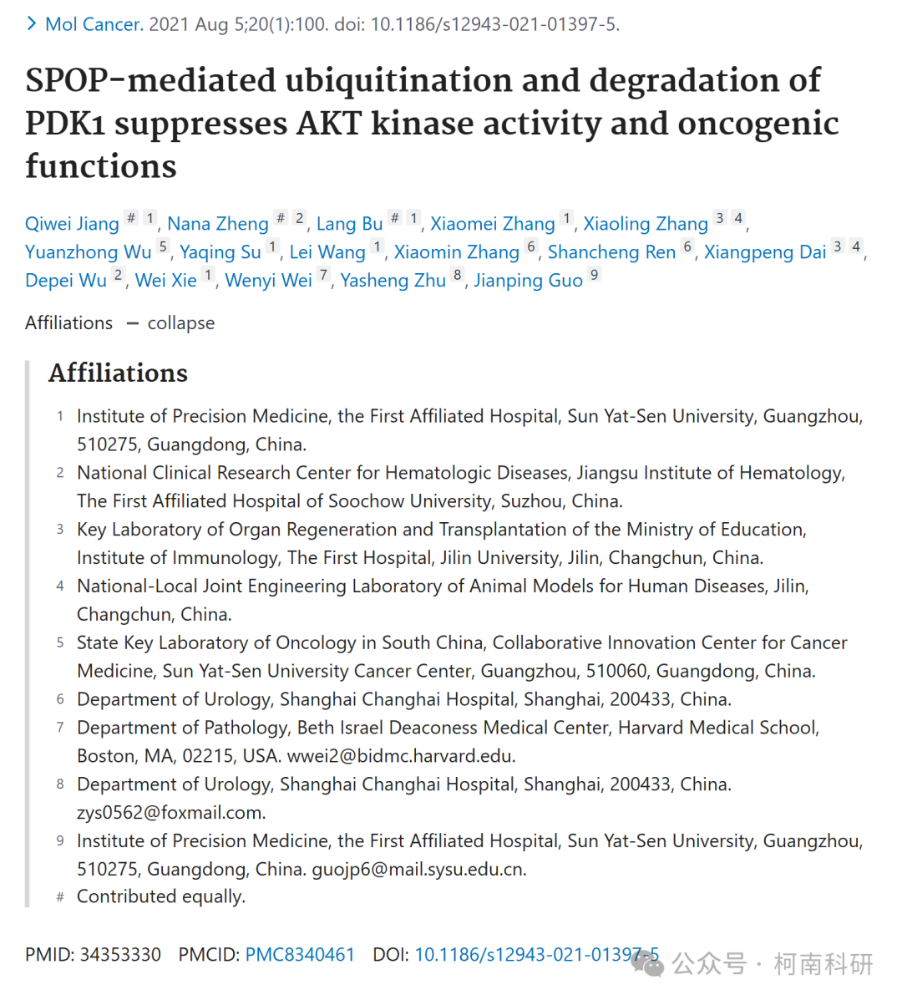 Mol Cancer. 2021 Aug 5;20(1):100. doi: 10.1186/s12943-021-01397-5.
SPOP-mediated ubiquitination and degradation of
PDK1 suppresses AKT kinase activity and oncogenic
functions
Qiwei Jiang # 1, Nana Zheng # 2, Lang Bu # 1, Xiaomei Zhang 1, Xiaoling Zhang 3 4,
Yuanzhong Wu 5, Yaqing Su 1, Lei Wang 1, Xiaomin Zhang 6, Shancheng Ren 6, Xiangpeng Dai 3 4,
Depei Wu 2, Wei Xie 1, Wenyi Wei 7, Yasheng Zhu 8, Jianping Guo 9
Affiliations — collapse
Affiliations
1 Institute of Precision Medicine, the First Affiliated Hospital, Sun Yat-Sen University, Guangzhou,
510275, Guangdong, China.
2 National Clinical Research Center for Hematologic Diseases, Jiangsu Institute of Hematology,
The First Affiliated Hospital of Soochow University, Suzhou, China.
3 Key Laboratory of Organ Regeneration and Transplantation of the Ministry of Education,
Institute of Immunology, The First Hospital, Jilin University, Jilin, Changchun, China.
4 National-Local Joint Engineering Laboratory of Animal Models for Human Diseases, Jilin,
Changchun, China.
5 State Key Laboratory of Oncology in South China, Collaborative Innovation Center for Cancer
Medicine, Sun Yat-Sen University Cancer Center, Guangzhou, 510060, Guangdong, China.
6 Department of Urology, Shanghai Changhai Hospital, Shanghai, 200433, China.
7 Department of Pathology, Beth Israel Deaconess Medical Center, Harvard Medical School,
Boston, MA, 02215, USA. wwei2@bidmc.harvard.edu.
8 Department of Urology, Shanghai Changhai Hospital, Shanghai, 200433, China.
zys0562@foxmail.com.
9 Institute of Precision Medicine, the First Affiliated Hospital, Sun Yat-Sen University, Guangzhou,
510275, Guangdong, China. guojp6@mail.sysu.edu.cn.
# Contributed equally.
PMID: 34353330 PMCID: PMC8340461 DOI: 10.1186/s12943-021-01397-5
公众号 · 柯南科研